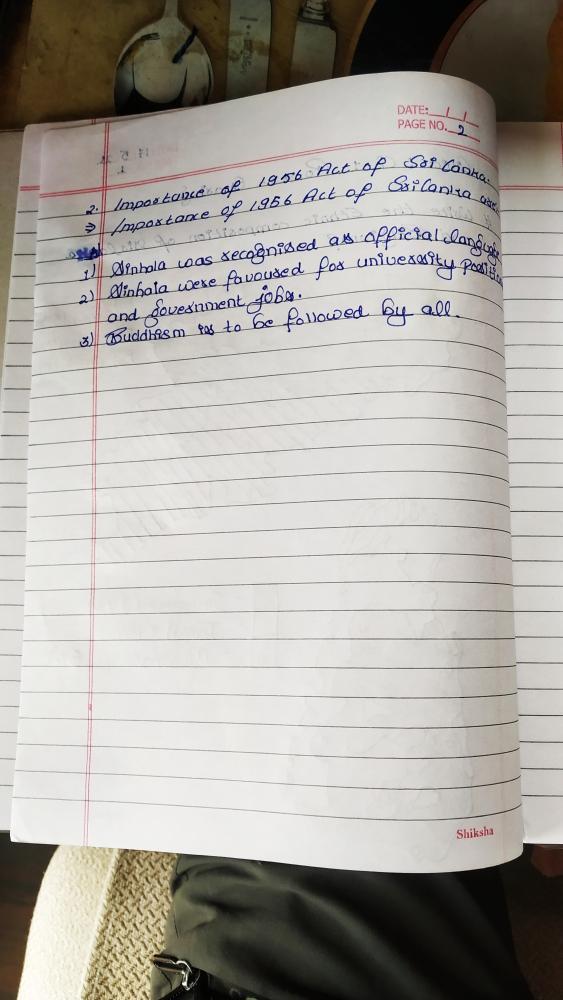 DATE: / /
PAGE NO. 2
2. Importance of 1956 Act of Sri Lanka.
⇒ Importance of 1956 Act of Sri Lanka are
1) Sinhala was recognised as official language
2) Sinhala were favoured for university position
and government jobs.
3) Buddhism is to be followed by all.
Shiksha